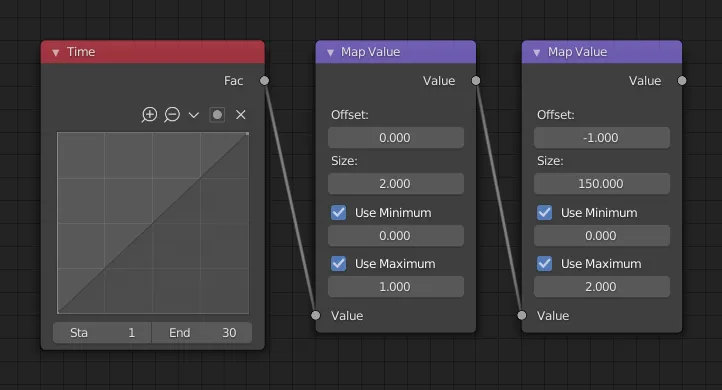 Time
Fac
Sta 1 End 30
Map Value
Value
Offset:
0.000
Size:
2.000
Use Minimum
0.000
Use Maximum
1.000
Value
Map Value
Value
Offset:
-1.000
Size:
150.000
Use Minimum
0.000
Use Maximum
2.000
Value